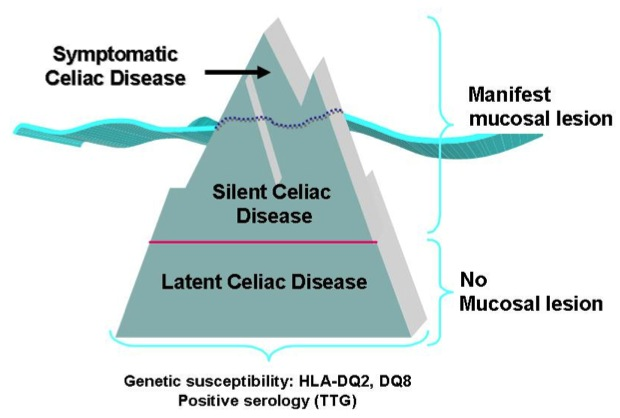 Symptomatic
Celiac Disease
Manifest
mucosal lesion
Silent Celiac
Disease
Latent Celiac Disease
No
Mucosal lesion
Genetic susceptibility: HLA-DQ2, DQ8
Positive serology (TTG)